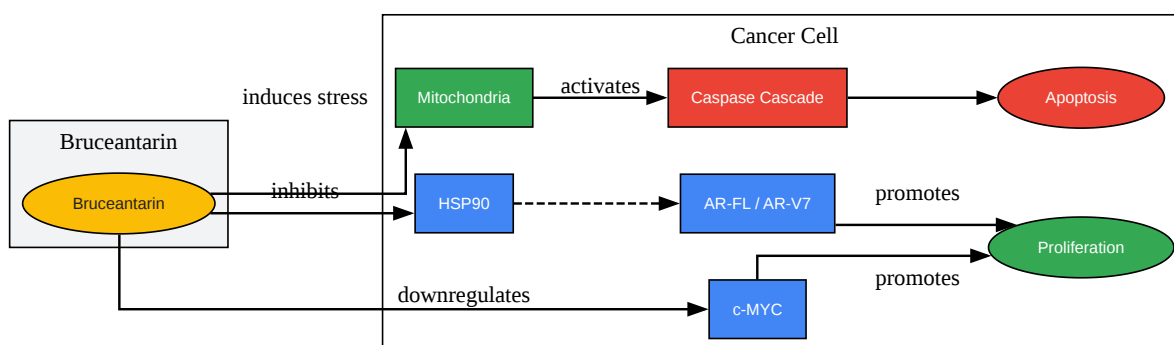 Cancer Cell
induces stress
Mitochondria
activates
Caspase Cascade
Apoptosis
Bruceantarin
Bruceantarin
inhibits
HSP90
AR-FL / AR-V7
promotes
Proliferation
downregulates
c-MYC
promotes